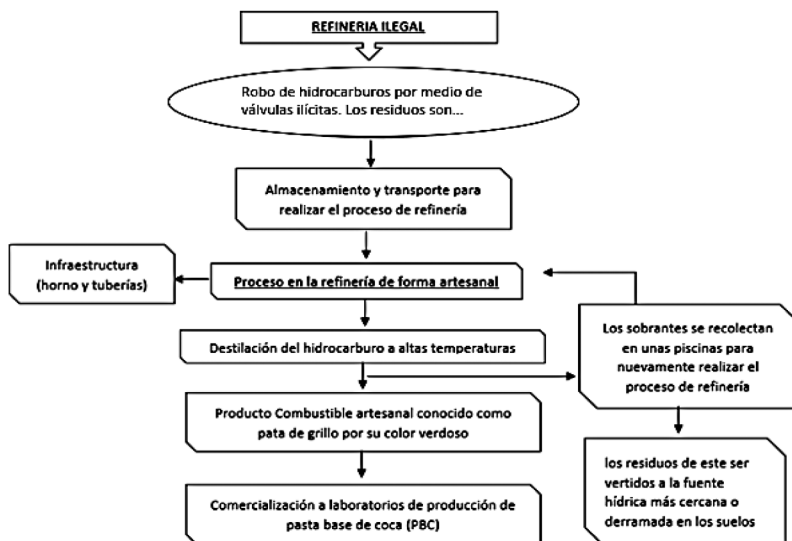 REFINERIA ILEGAL
Robo de hidrocarburos por medio de
válvulas ilícitas. Los residuos son...
Almacenamiento y transporte para
realizar el proceso de refinería
Infraestructura
(horno y tuberías)
Proceso en la refinería de forma artesanal
Destilación del hidrocarburo a altas temperaturas
Los sobrantes se recolectan
en unas piscinas para
nuevamente realizar el
proceso de refinería
Producto Combustible artesanal conocido como
pata de grillo por su color verdoso
los residuos de este ser
vertidos a la fuente
hídrica más cercana o
derramada en los suelos
Comercialización a laboratorios de producción de
pasta base de coca (PBC)